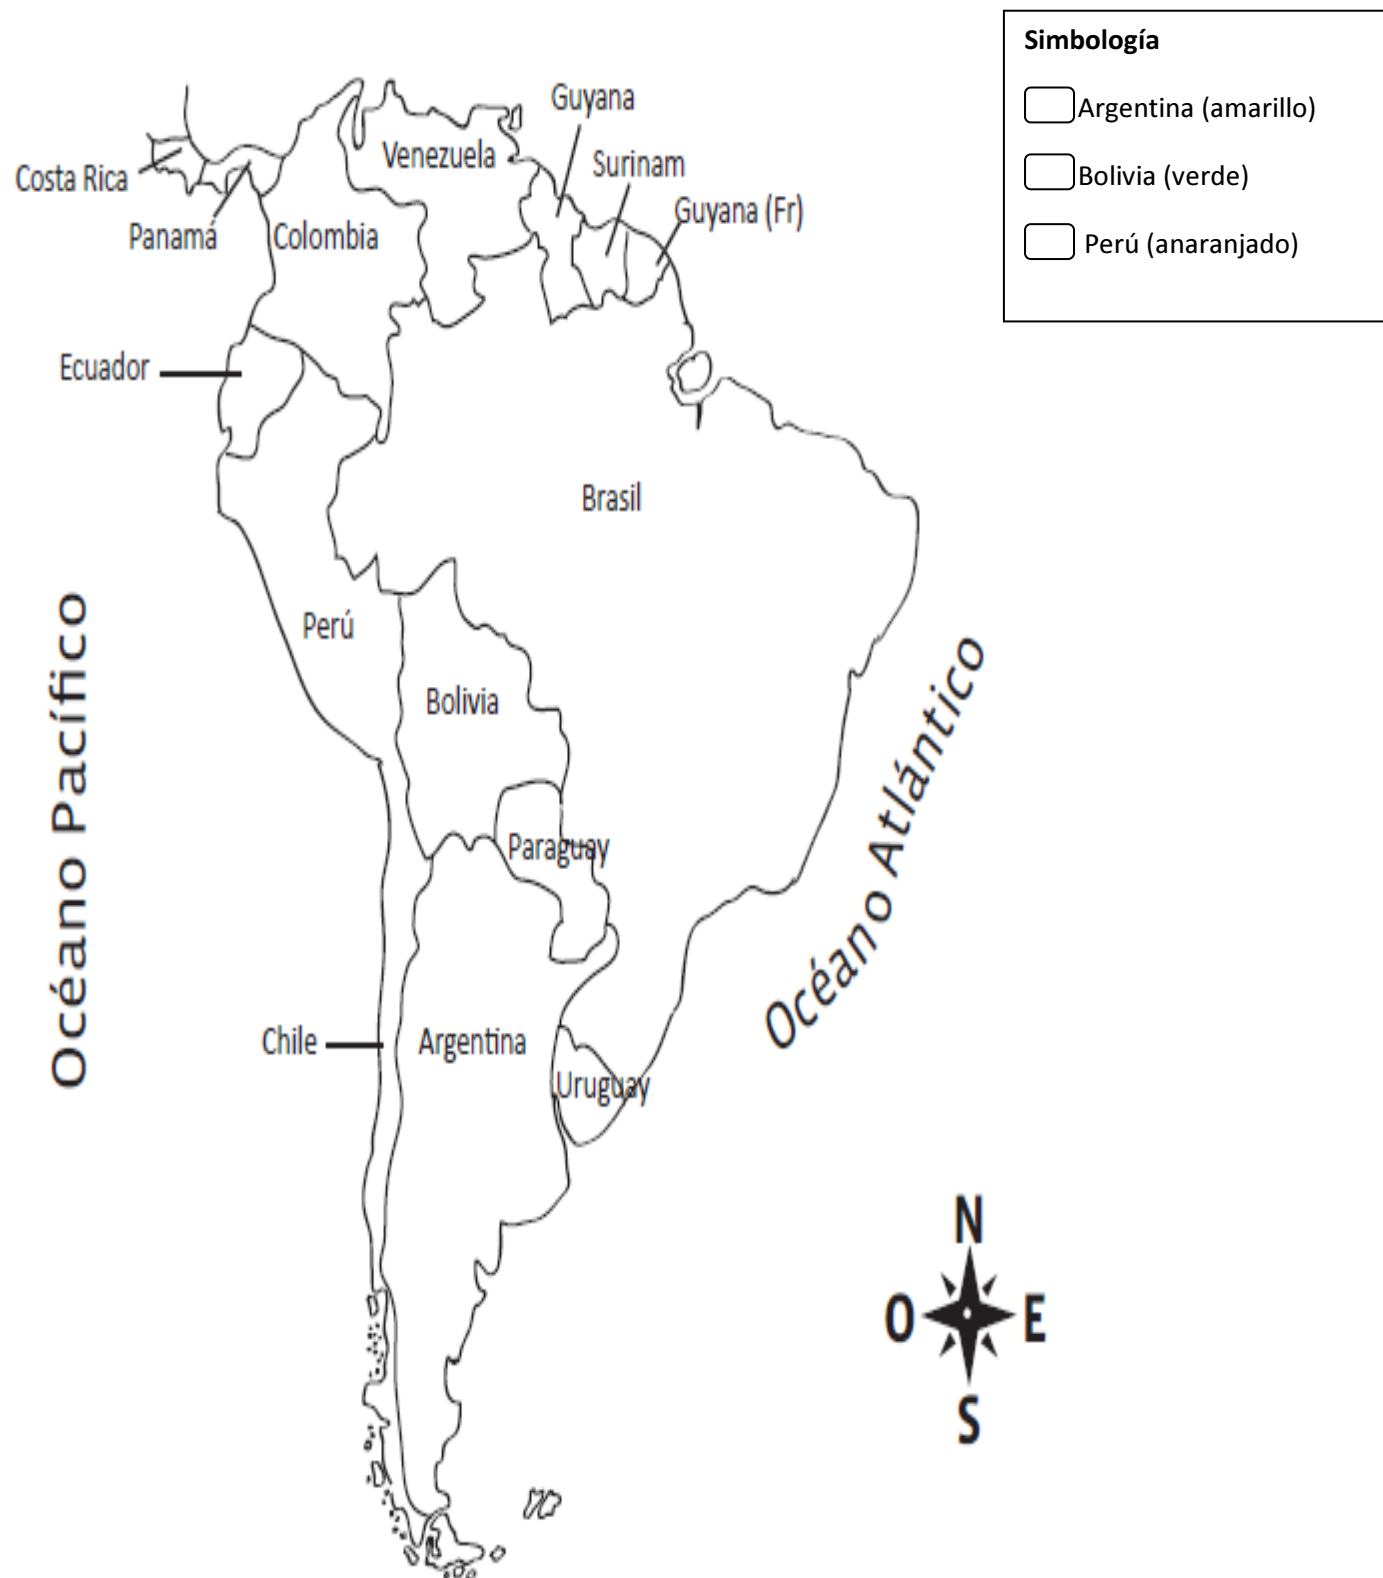 Simbología
Argentina (amarillo)
Bolivia (verde)
Perú (anaranjado)
Guyana
Venezuela
Surinam
Costa Rica
Guyana (Fr)
Panamá
Colombia
Ecuador
Brasil
Perú
Bolivia
Océano Pacífico
Paraguay
Océano Atlántico
Chile
Argentina
Uruguay
N
O
E
S